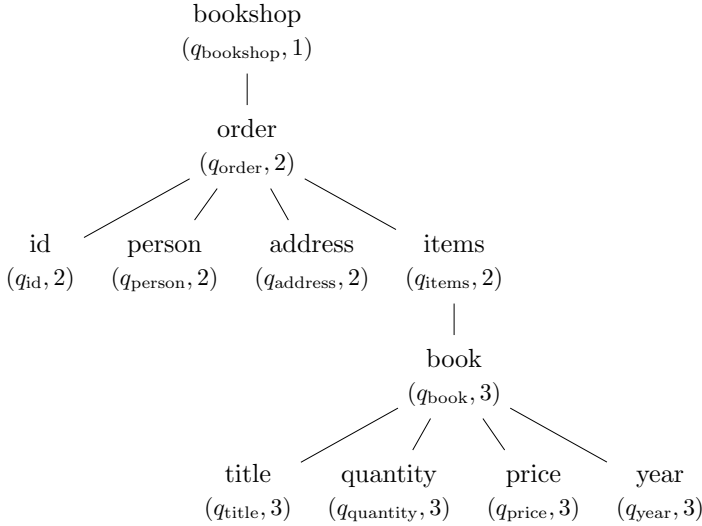 bookshop
(q_bookshop, 1)
order
(q_order, 2)
id person address items
(q_id, 2) (q_person, 2) (q_address, 2) (q_items, 2)
book
(q_book, 3)
title quantity price year
(q_title, 3) (q_quantity, 3) (q_price, 3) (q_year, 3)